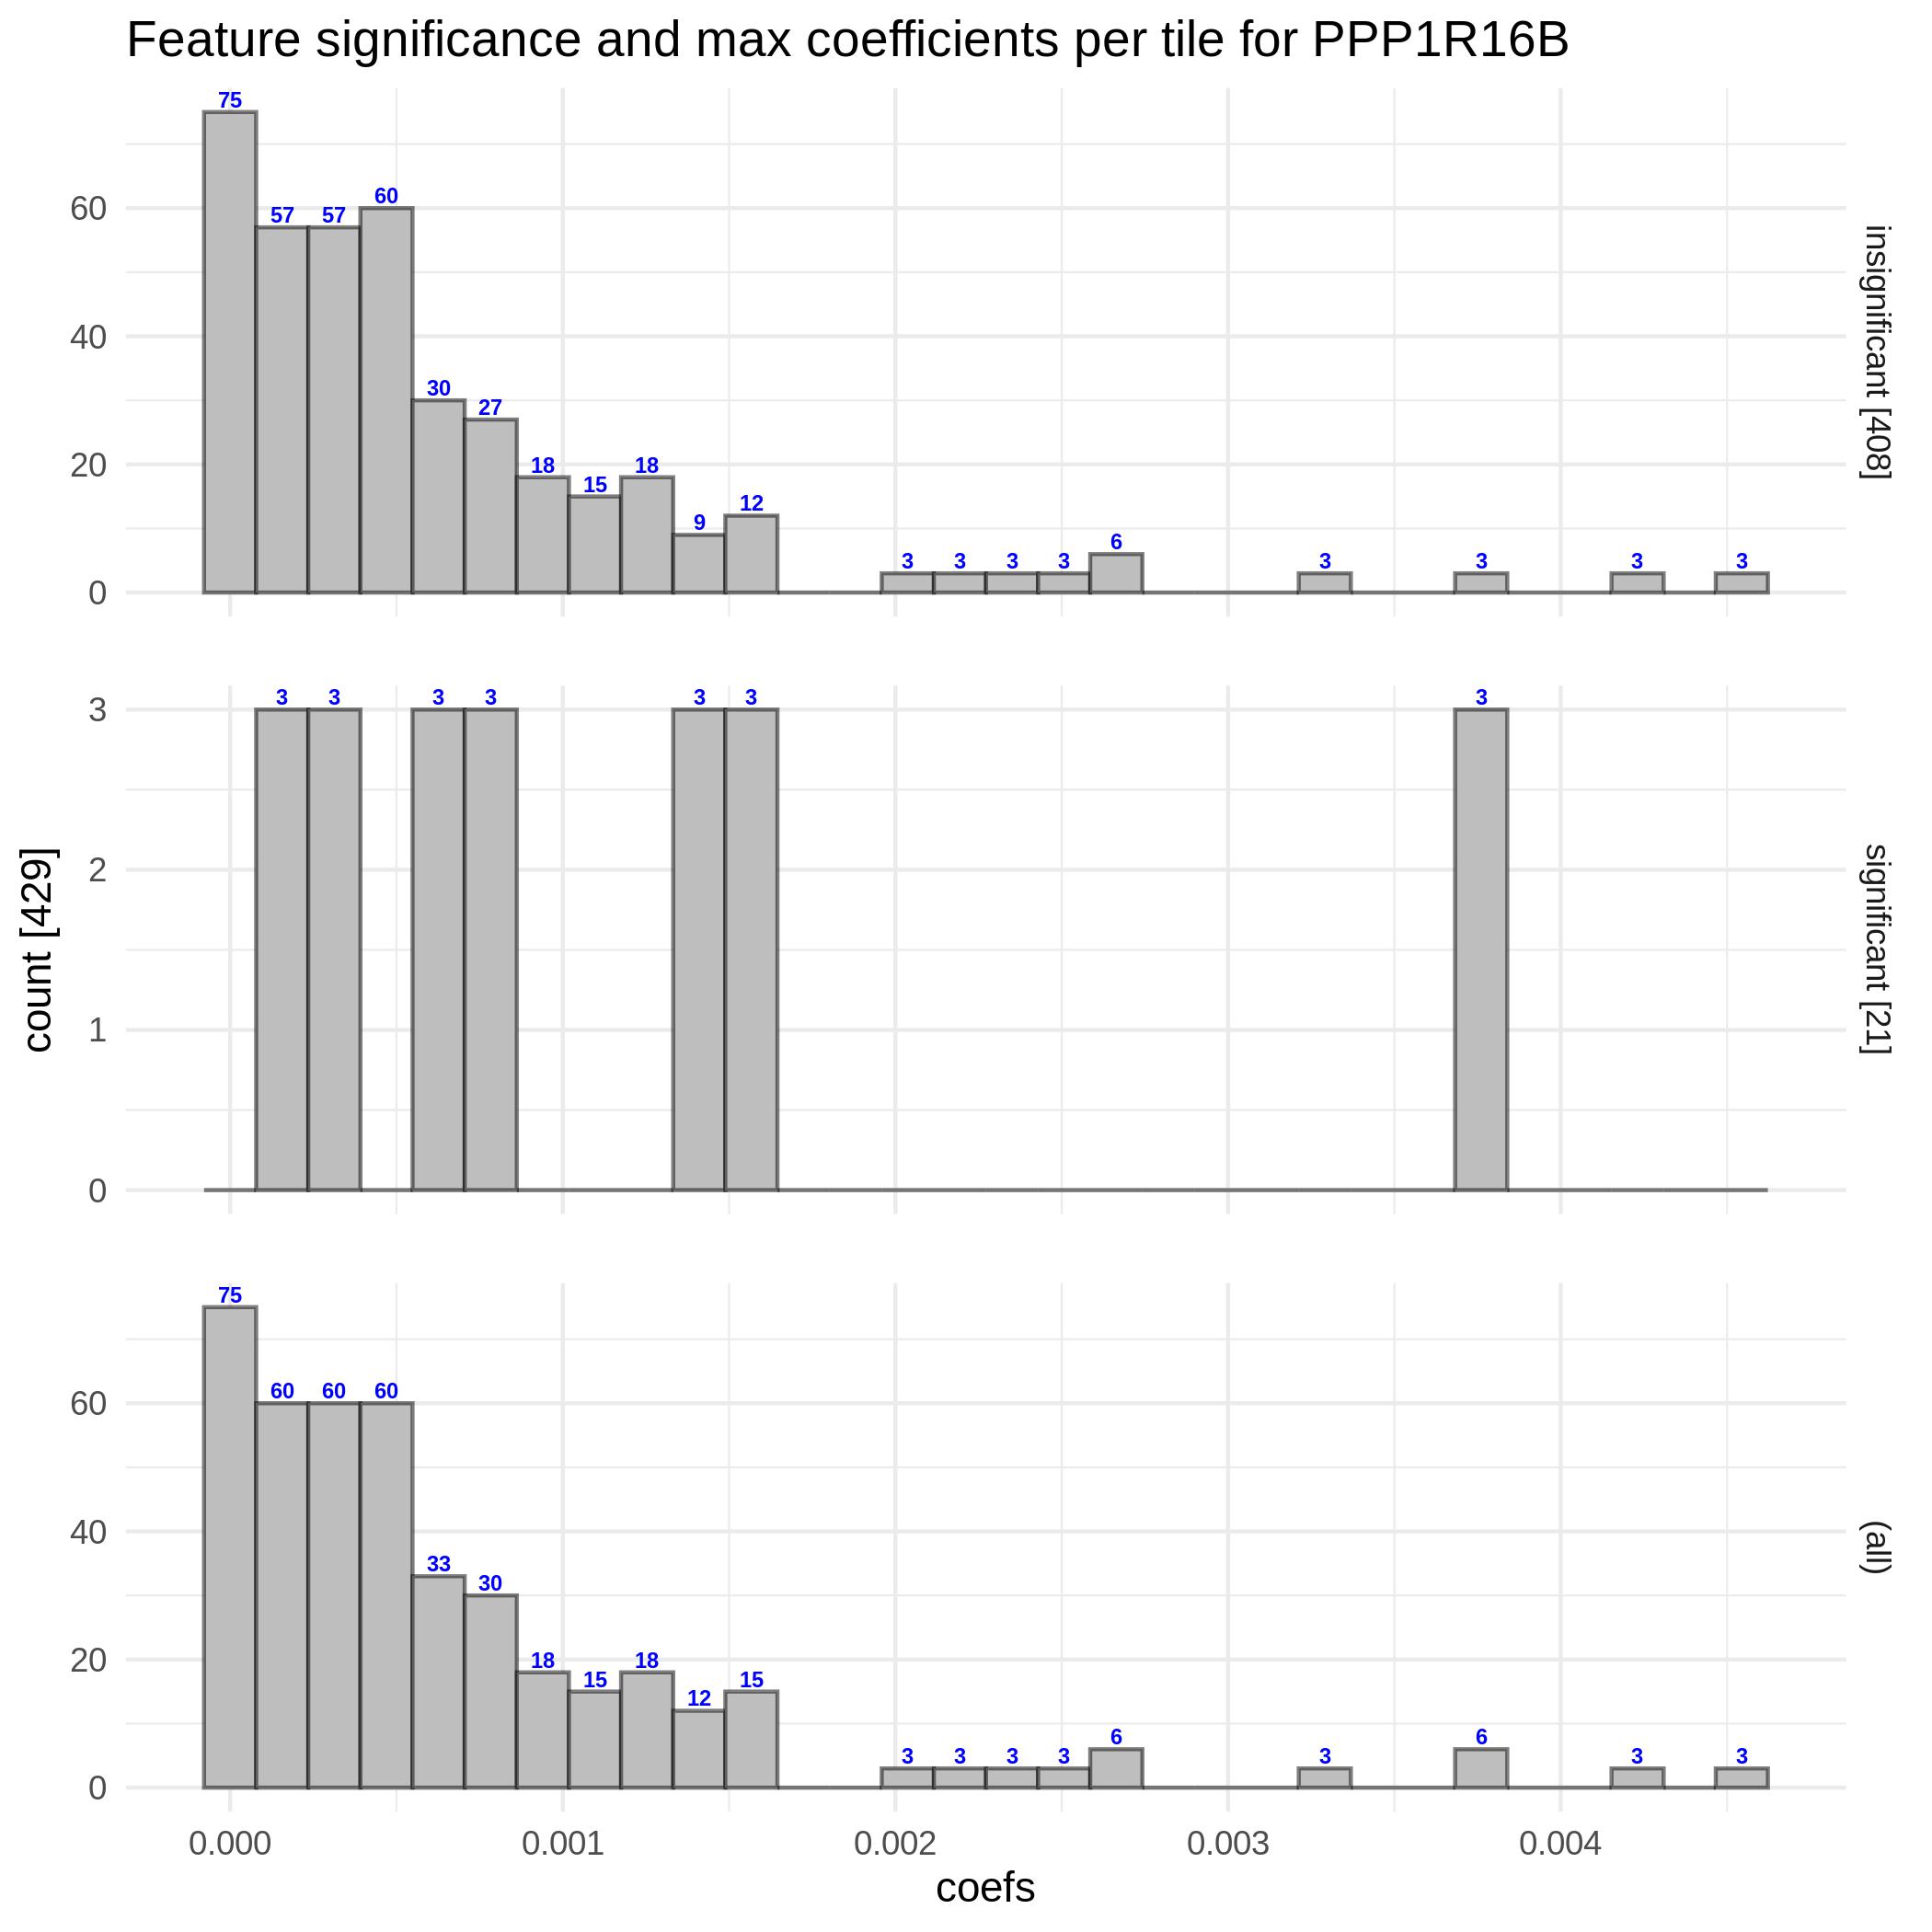 Feature significance and max coefficients per tile for PPP1R16B
75
57 57 60 30 27 18 15 18 9 12 3 3 3 3 6 3 3 3 3
60
40
20
0
insignificant [408]
3 3 3 3 3 3 3
3
2
1
0
significant [21]
count [429]
75
60 60 60 33 30 18 15 18 12 15 3 3 3 3 6 3 6 3 3
60
40
20
0
(all)
0.000 0.001 0.002 0.003 0.004
coefs